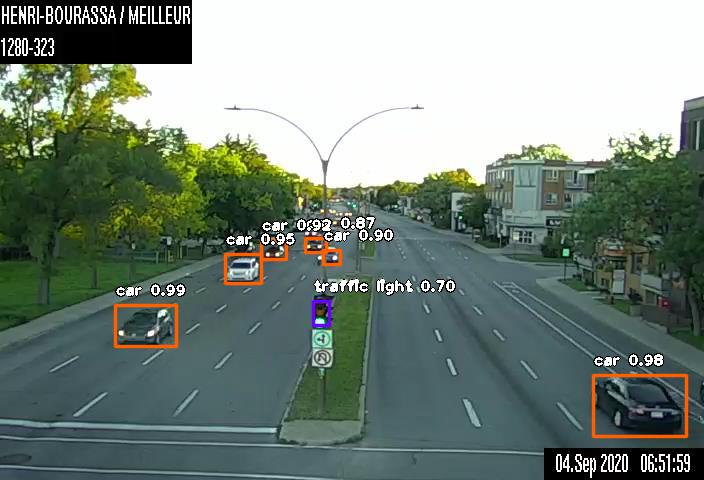 HENRI-BOURASSA / MEILLEUR
1280-323
car 0.92
0.87
car 0.95
car 0.90
car 0.99
traffic light 0.70
car 0.98
04.Sep 2020 06:51:59